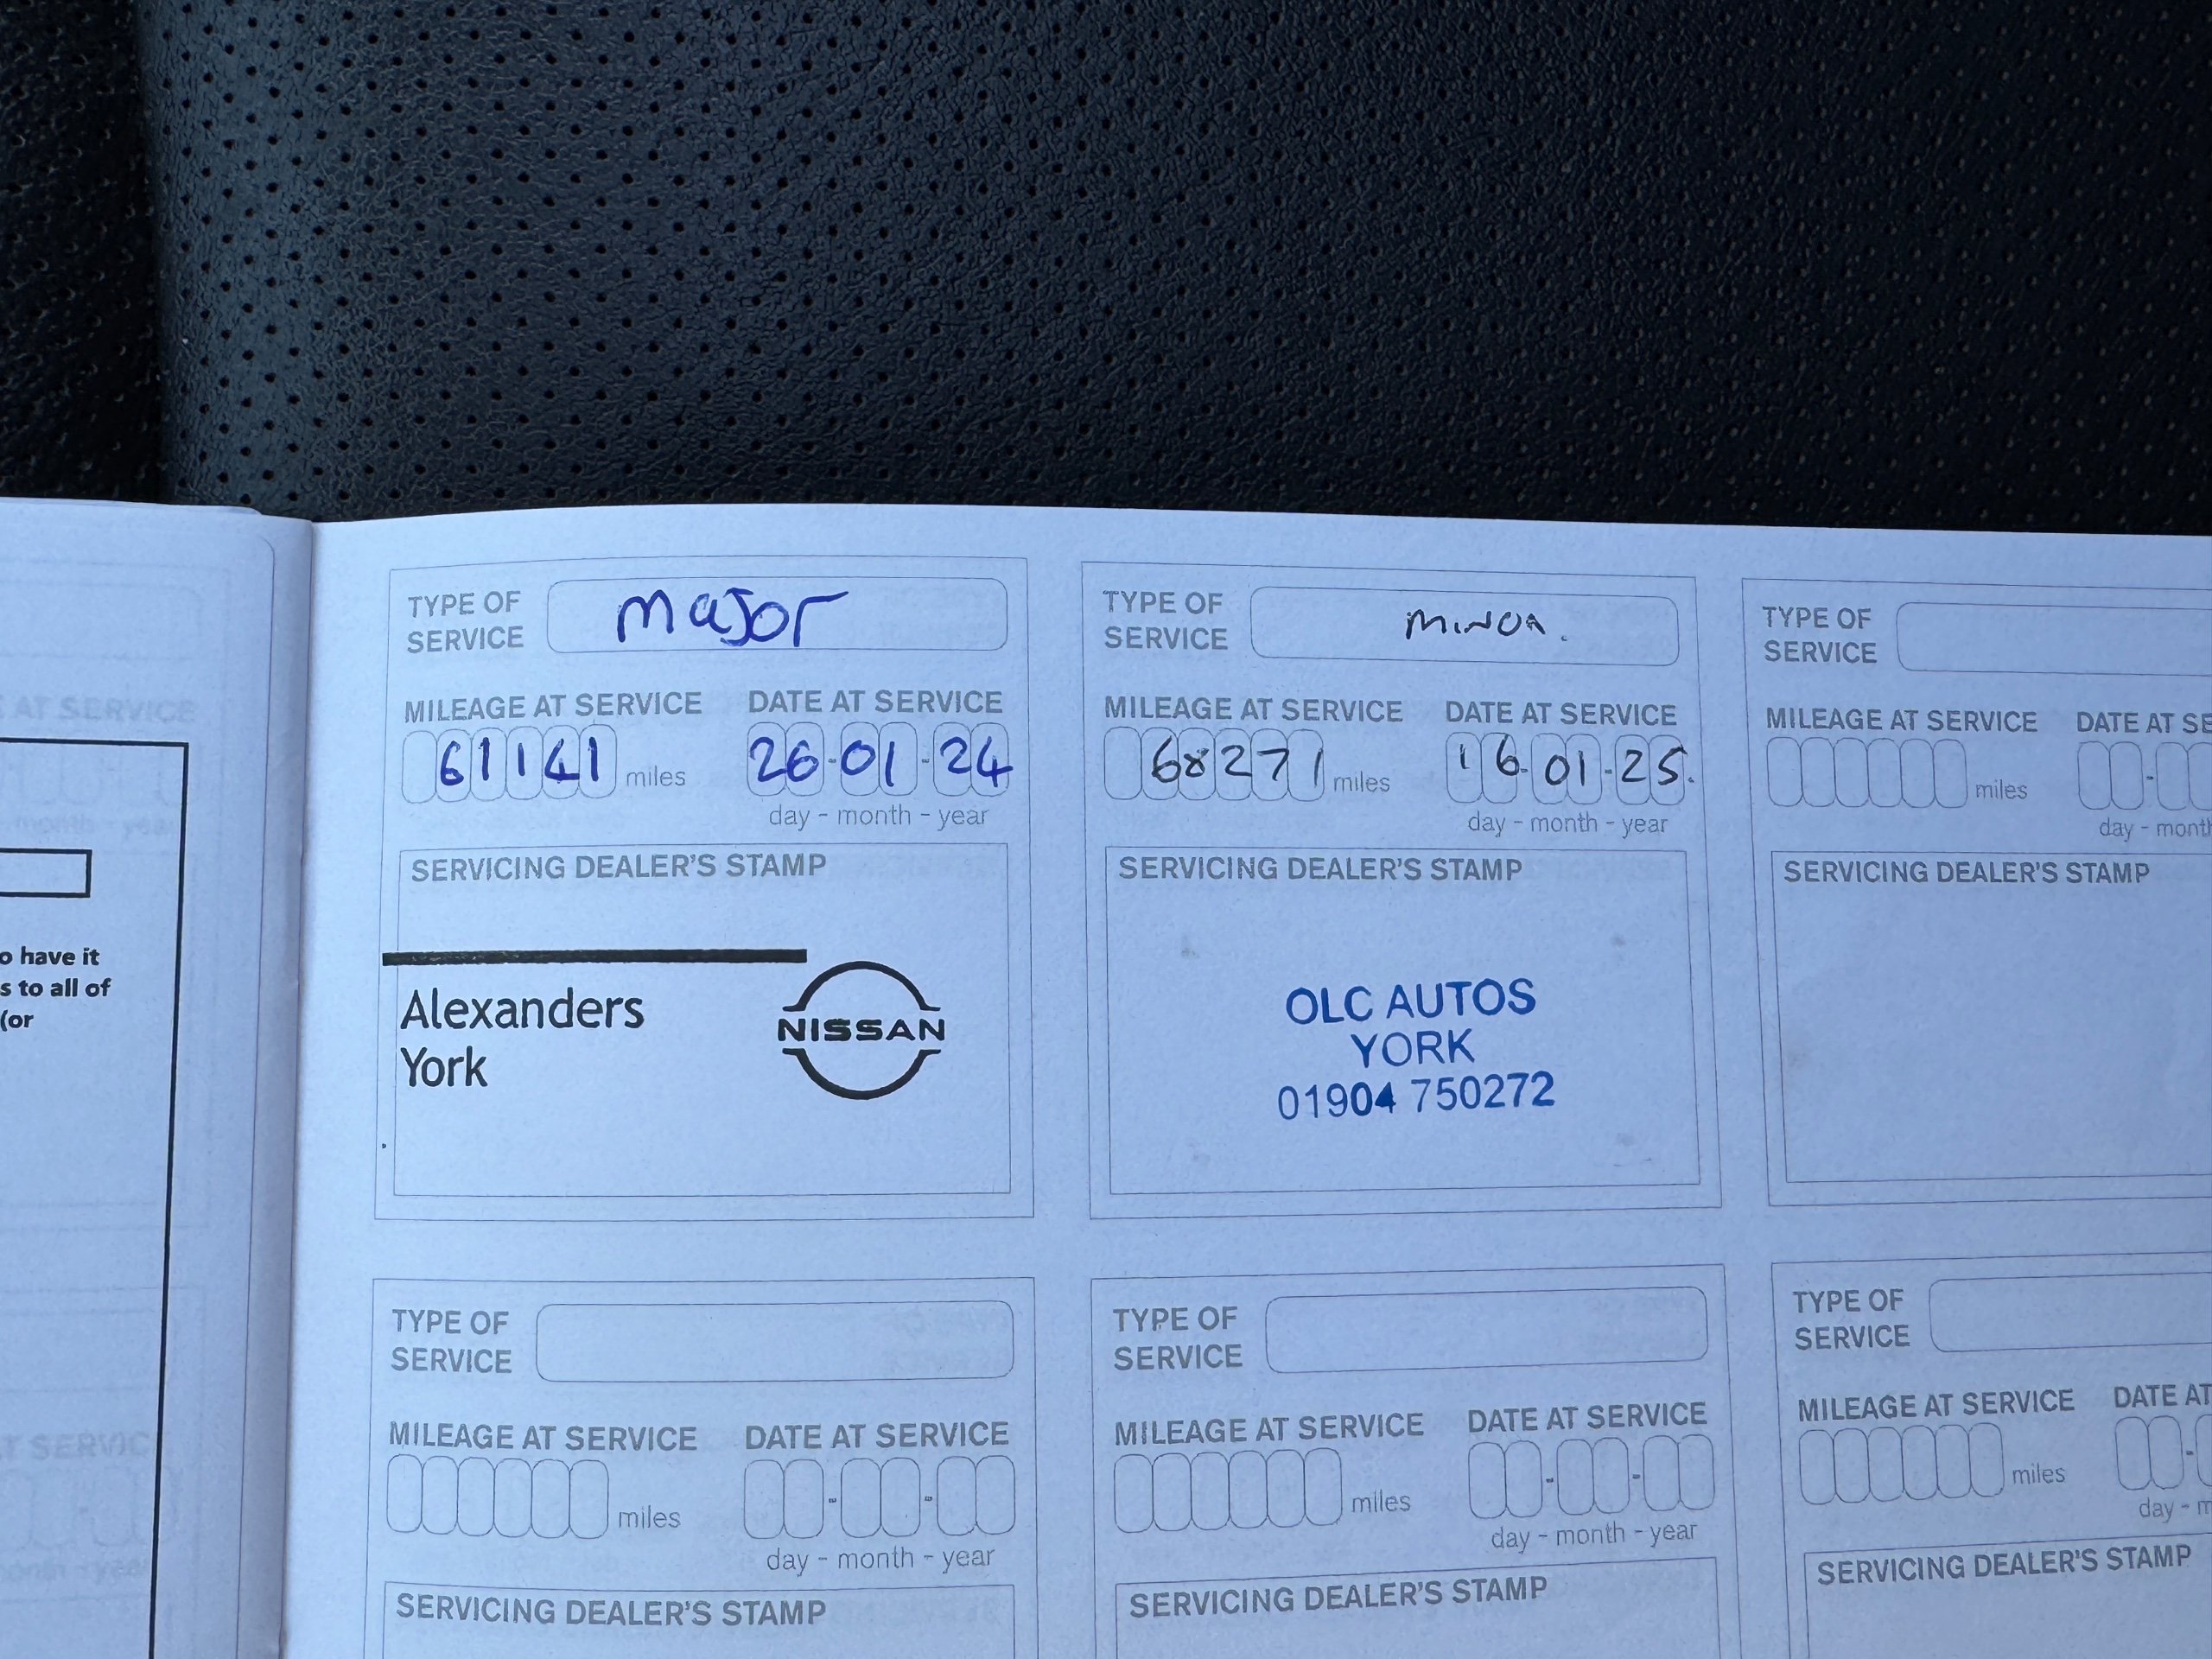 TYPE OF
SERVICE
major
MILEAGE AT SERVICE
DATE AT SERVICE
61141 miles
26-01-24
day - month - year
SERVICING DEALER'S STAMP
Alexanders
York
NISSAN
TYPE OF
SERVICE
MINOR.
MILEAGE AT SERVICE
DATE AT SERVICE
68271 miles
16-01-25.
day - month - year
SERVICING DEALER'S STAMP
OLC AUTOS
YORK
01904 750272
TYPE OF
SERVICE
MILEAGE AT SERVICE
DATE AT SE
miles
day - mont
SERVICING DEALER'S STAMP
AT SERVICE
month - year
o have it
s to all of
(or
TYPE OF
SERVICE
MILEAGE AT SERVICE
DATE AT SERVICE
miles
day - month - year
SERVICING DEALER'S STAMP
TYPE OF
SERVICE
MILEAGE AT SERVICE
DATE AT SERVICE
miles
day - month - year
SERVICING DEALER'S STAMP
TYPE OF
SERVICE
MILEAGE AT SERVICE
DATE AT
miles
day - m
SERVICING DEALER'S STAMP